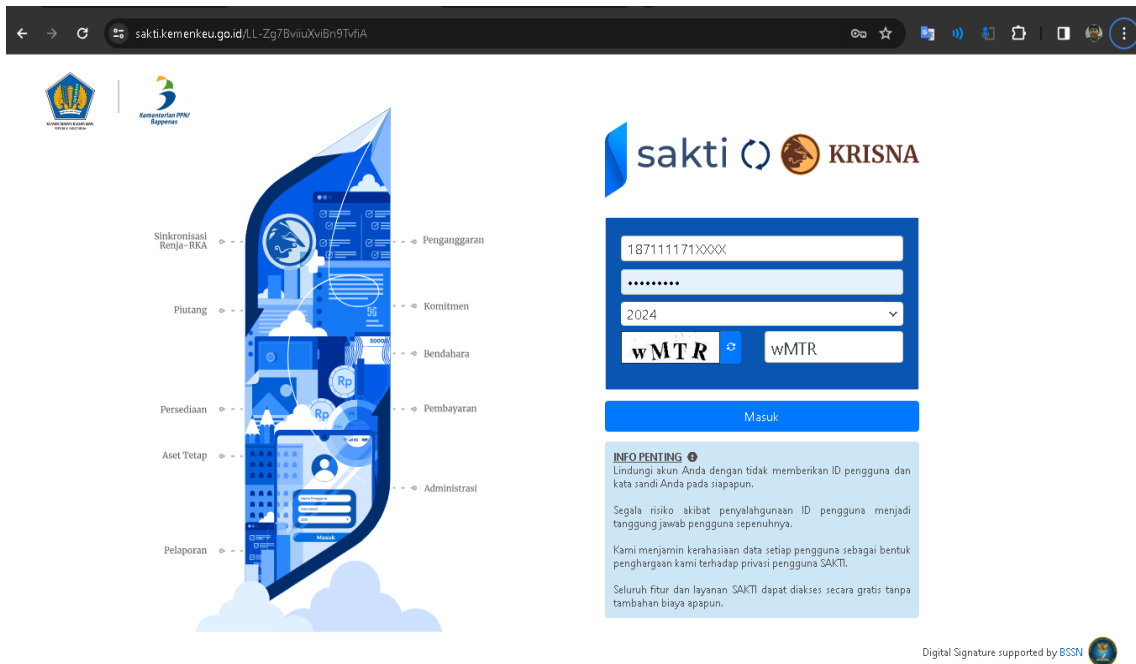 sakti.kemenkeu.go.id/LL-Zg7BviiuXviBn9TvfiA
Kementerian PPN/
Bappenas
sakti KRISNA
Sinkronisasi
Renja-RKA
Penganggaran
Piutang
Komitmen
Bendahara
Persediaan
Pembayaran
Aset Tetap
Administrasi
Pelaporan
50000
Rp
Rp
Masuk
187111171XXXX
•••••••••
2024
wMTR
wMTR
Masuk
INFO PENTING
Lindungi akun Anda dengan tidak memberikan ID pengguna dan
kata sandi Anda pada siapapun.
Segala risiko akibat penyalahgunaan ID pengguna menjadi
tanggung jawab pengguna sepenuhnya.
Kami menjamin kerahasiaan data setiap pengguna sebagai bentuk
penghargaan kami terhadap privasi pengguna SAKTI.
Seluruh fitur dan layanan SAKTI dapat diakses secara gratis tanpa
tambahan biaya apapun.
Digital Signature supported by BSSN